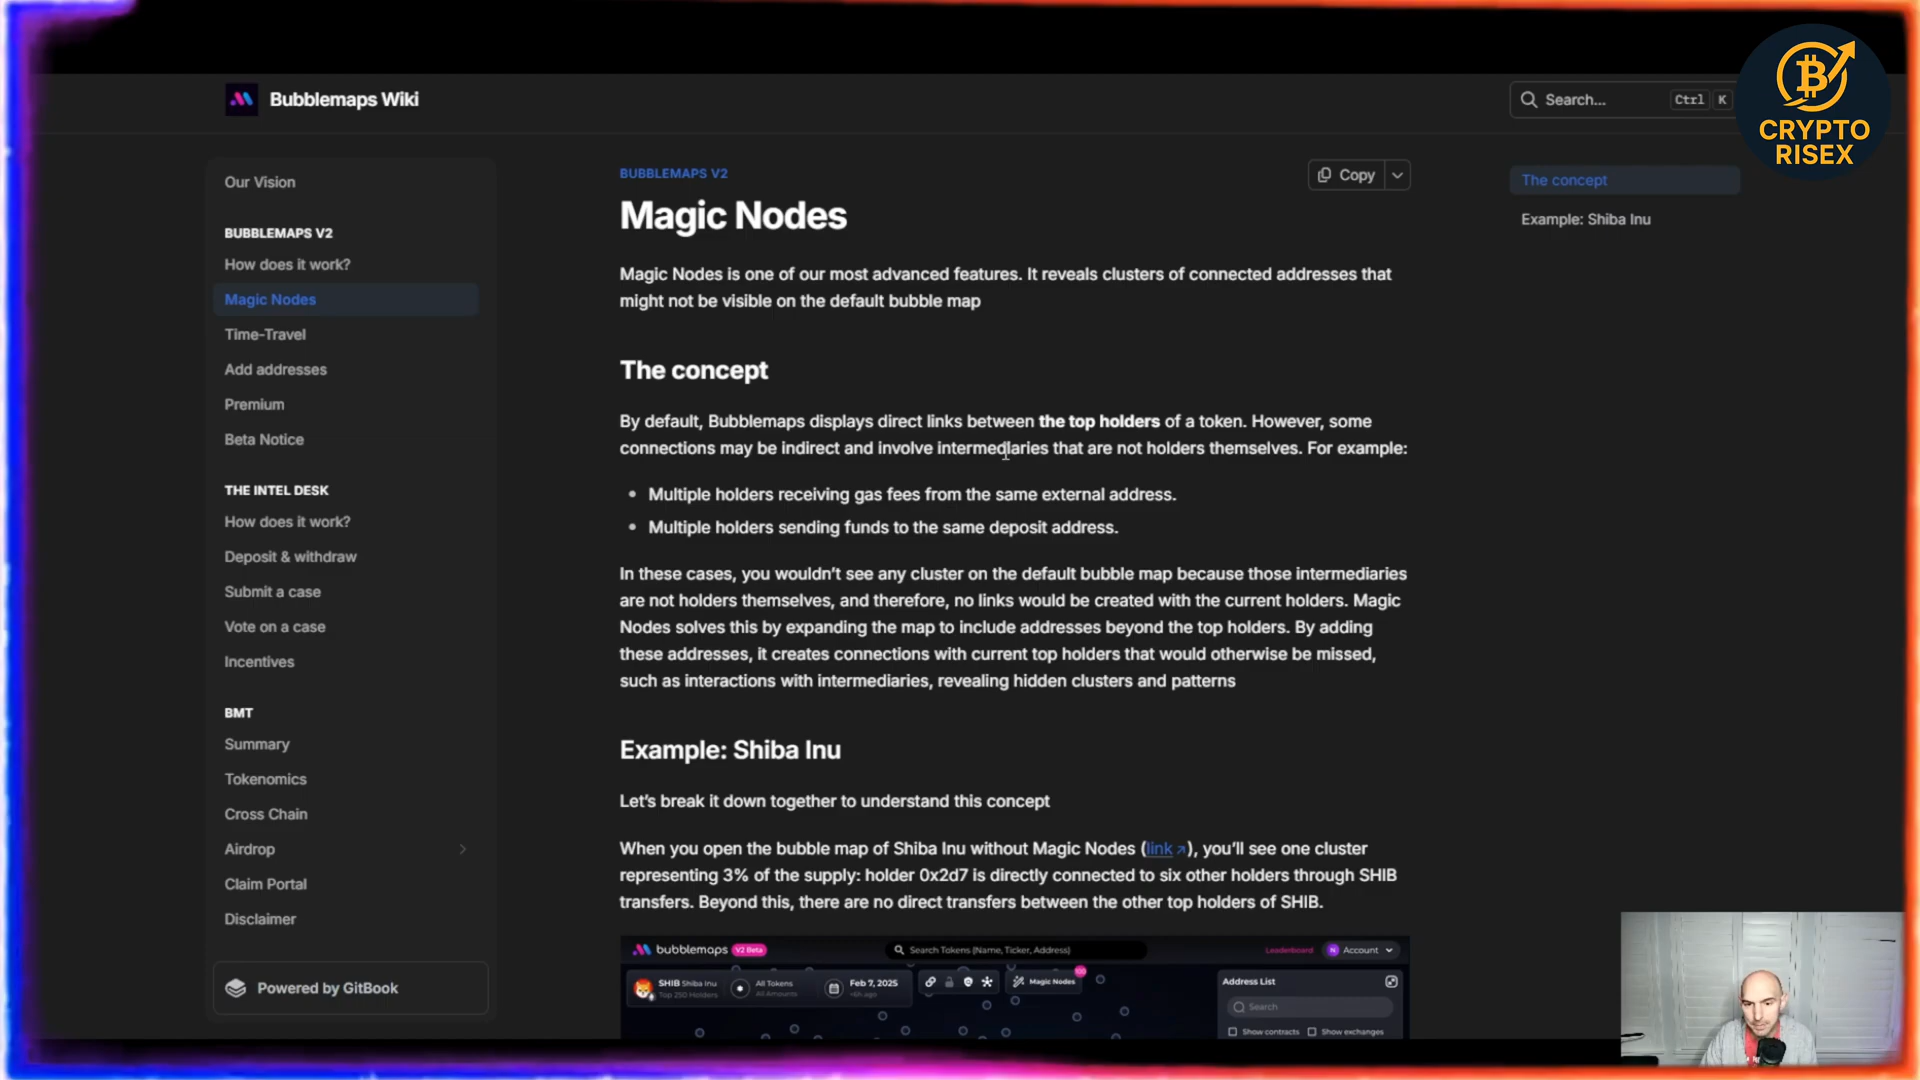 Bubblemaps Wiki
Search...
Ctrl K
CRYPTO
RISEX
Our Vision
BUBBLEMAPS V2
How does it work?
Magic Nodes
Time-Travel
Add addresses
Premium
Beta Notice
THE INTEL DESK
How does it work?
Deposit & withdraw
Submit a case
Vote on a case
Incentives
BMT
Summary
Tokenomics
Cross Chain
Airdrop
Claim Portal
Disclaimer
Powered by GitBook
BUBBLEMAPS V2
Copy
Magic Nodes
Magic Nodes is one of our most advanced features. It reveals clusters of connected addresses that
might not be visible on the default bubble map
The concept
By default, Bubblemaps displays direct links between the top holders of a token. However, some
connections may be indirect and involve intermediaries that are not holders themselves. For example:
• Multiple holders receiving gas fees from the same external address.
• Multiple holders sending funds to the same deposit address.
In these cases, you wouldn't see any cluster on the default bubble map because those intermediaries
are not holders themselves, and therefore, no links would be created with the current holders. Magic
Nodes solves this by expanding the map to include addresses beyond the top holders. By adding
these addresses, it creates connections with current top holders that would otherwise be missed,
such as interactions with intermediaries, revealing hidden clusters and patterns
Example: Shiba Inu
Let's break it down together to understand this concept
When you open the bubble map of Shiba Inu without Magic Nodes (link ↗), you'll see one cluster
representing 3% of the supply: holder 0x2d7 is directly connected to six other holders through SHIB
transfers. Beyond this, there are no direct transfers between the other top holders of SHIB.
bubblemaps V2 Beta
Search Tokens (Name, Ticker, Address)
Leaderboard
N Account
SHIB Shiba Inu
Top 250 Holders
All Tokens
All Amounts
Feb 7, 2025
Magic Nodes
Address List
Search
Show contracts
Show exchanges
The concept
Example: Shiba Inu